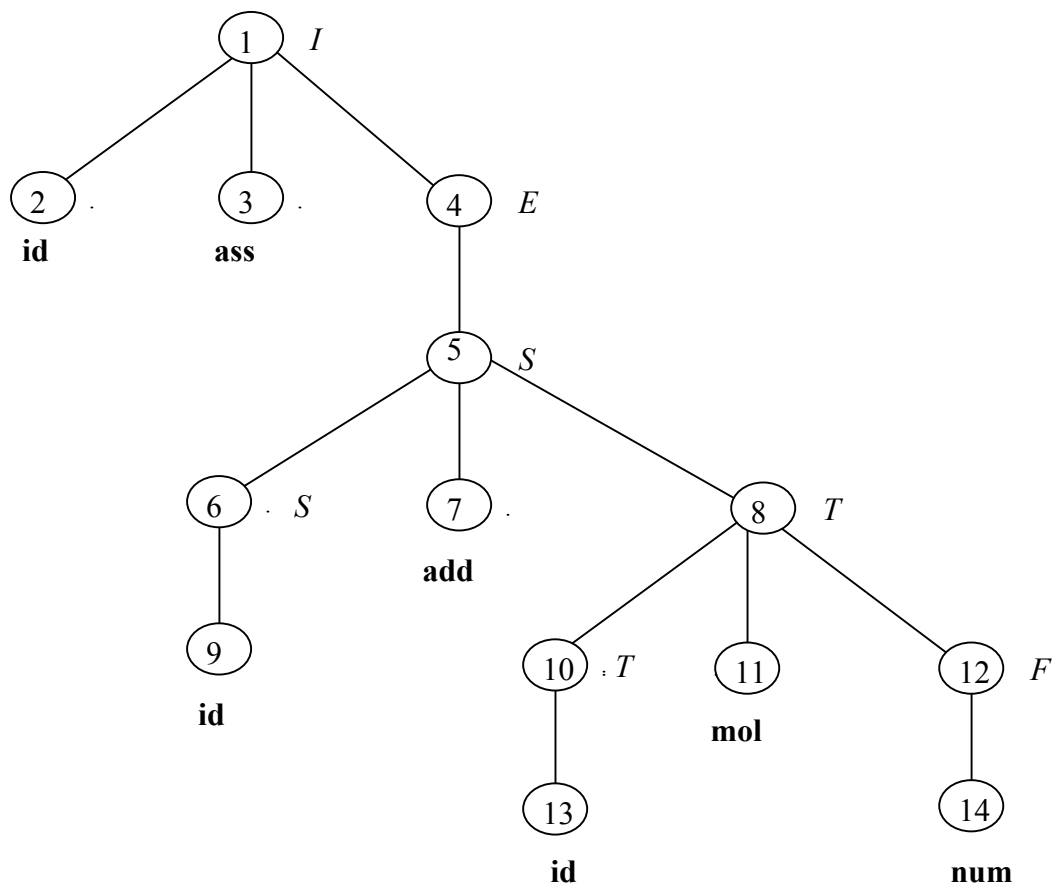 1 I
2 . 3 . 4 E
id ass
5 S
6 . S 7 . 8 T
add
9 10 : T 11 12 F
id mol
13 14
id num